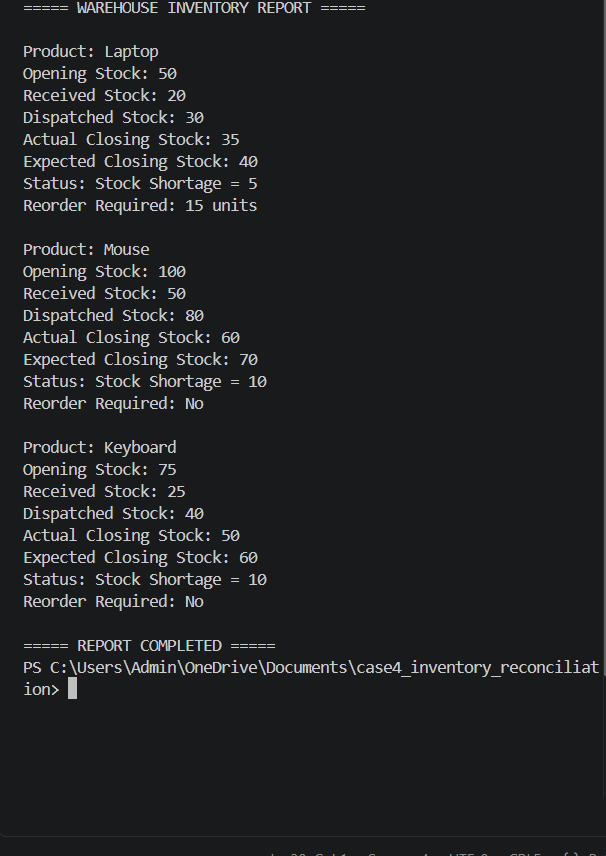 ===== WAREHOUSE INVENTORY REPORT =====
Product: Laptop
Opening Stock: 50
Received Stock: 20
Dispatched Stock: 30
Actual Closing Stock: 35
Expected Closing Stock: 40
Status: Stock Shortage = 5
Reorder Required: 15 units
Product: Mouse
Opening Stock: 100
Received Stock: 50
Dispatched Stock: 80
Actual Closing Stock: 60
Expected Closing Stock: 70
Status: Stock Shortage = 10
Reorder Required: No
Product: Keyboard
Opening Stock: 75
Received Stock: 25
Dispatched Stock: 40
Actual Closing Stock: 50
Expected Closing Stock: 60
Status: Stock Shortage = 10
Reorder Required: No
===== REPORT COMPLETED =====
PS C:\Users\Admin\OneDrive\Documents\case4_inventory_reconciliat
ion>